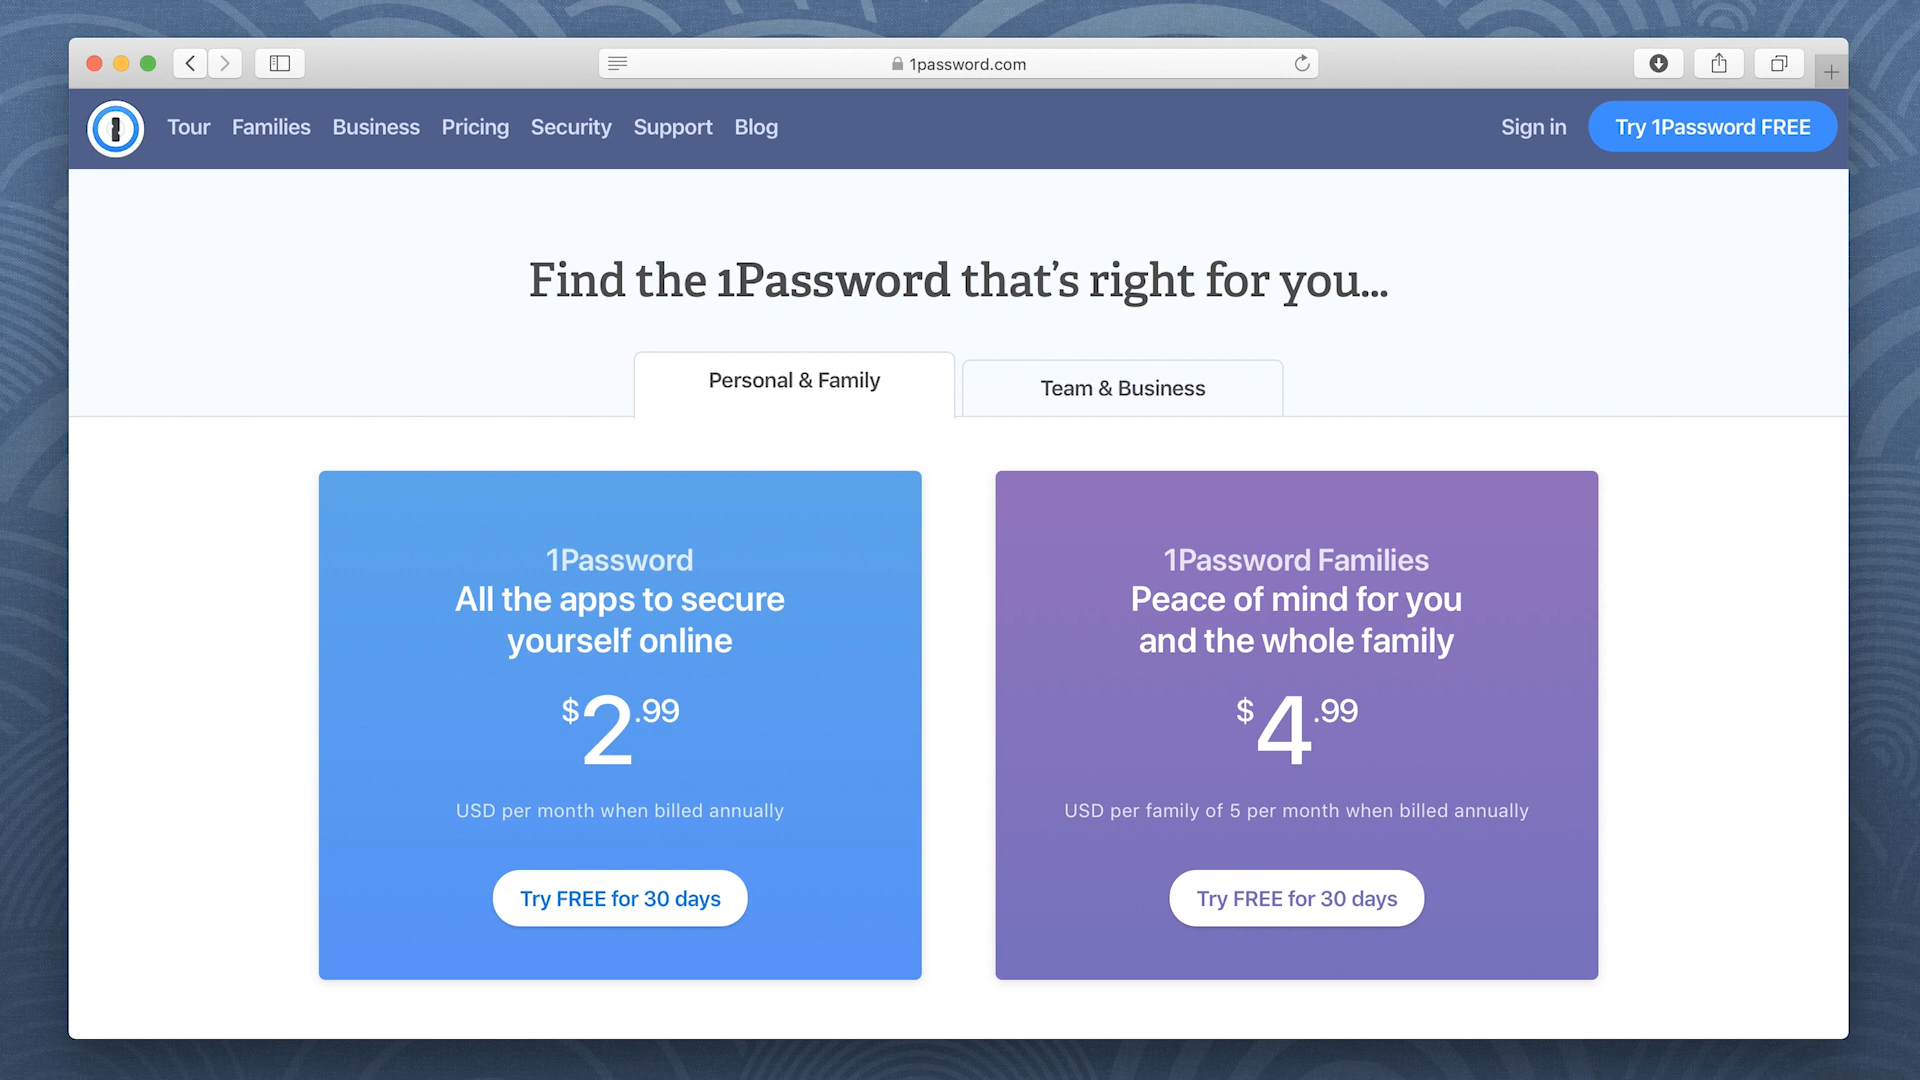 1password.com
Tour Families Business Pricing Security Support Blog Sign in Try 1Password FREE
Find the 1Password that's right for you...
Personal & Family Team & Business
1Password
All the apps to secure
yourself online
$2.99
USD per month when billed annually
Try FREE for 30 days
1Password Families
Peace of mind for you
and the whole family
$4.99
USD per family of 5 per month when billed annually
Try FREE for 30 days